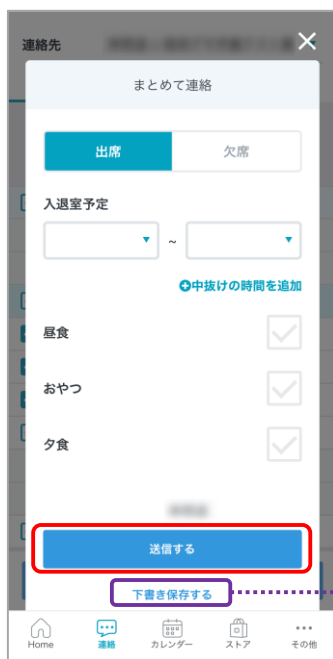 連絡先
まとめて連絡
出席 欠席
入退室予定
~
中抜けの時間を追加
昼食
おやつ
夕食
送信する
下書き保存する
Home 連絡 カレンダー ストア その他